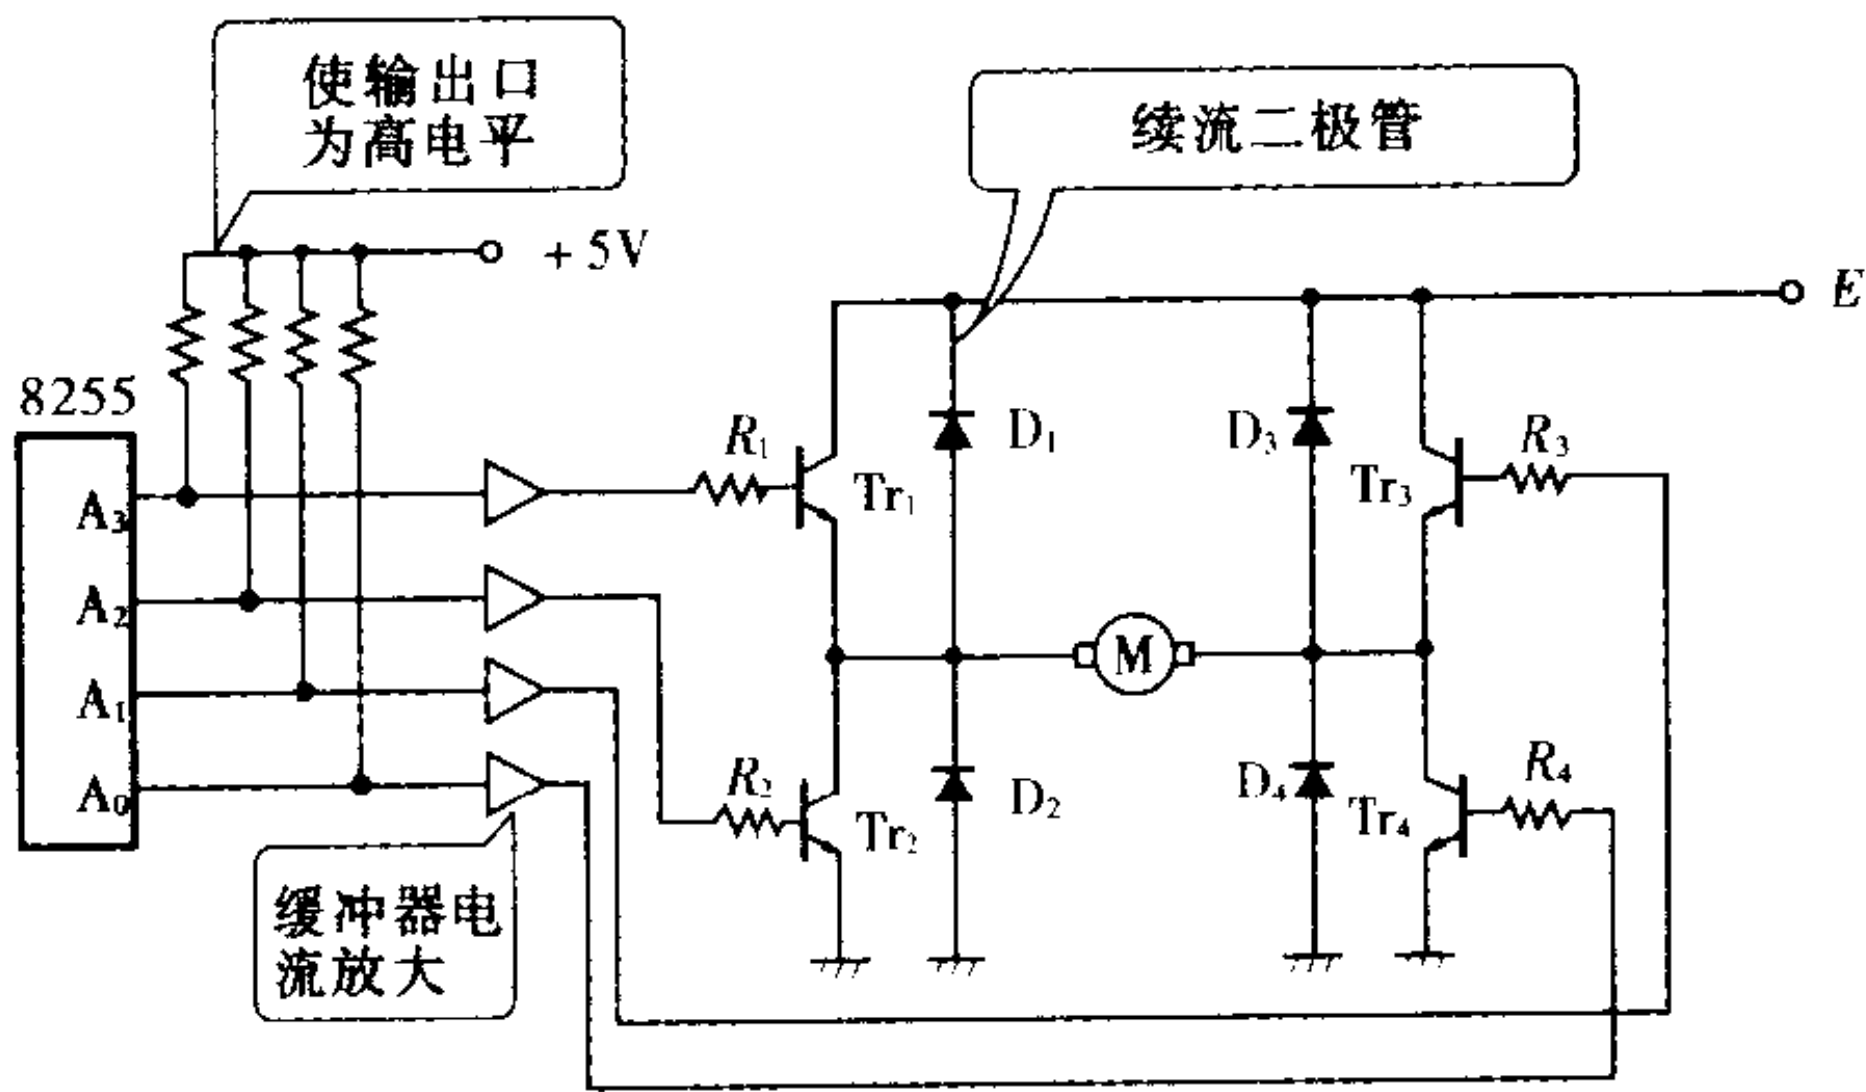 使输出口
为高电平
续流二极管
+5V
E
8255
R₁
D₁
D₃
R₃
A₃
Tr₁
Tr₃
A₂
M
A₁
A₀
R₂
D₂
D₄
R₄
Tr₂
Tr₄
缓冲器电
流放大